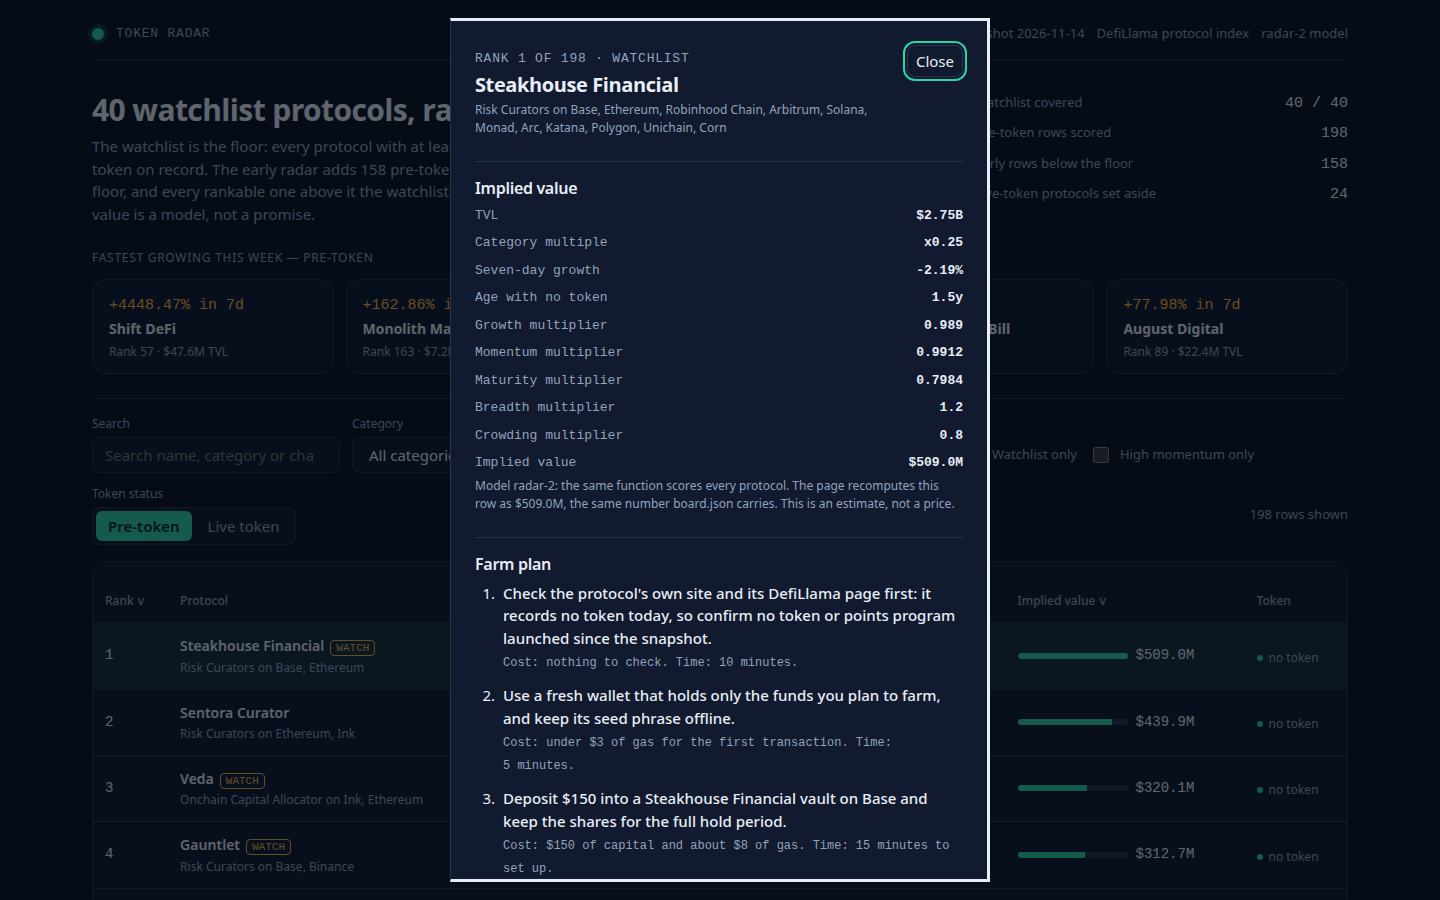 TOKEN RADAR
shot 2026-11-14 DefiLlama protocol index radar-2 model
40 watchlist protocols, ra
The watchlist is the floor: every protocol with at lea
token on record. The early radar adds 158 pre-toke
floor, and every rankable one above it the watchlist
value is a model, not a promise.
watchlist covered 40 / 40
e-token rows scored 198
rly rows below the floor 158
ve-token protocols set aside 24
FASTEST GROWING THIS WEEK — PRE-TOKEN
+4448.47% in 7d
Shift DeFi
Rank 57 · $47.6M TVL
+162.86% i
Monolith Ma
Rank 163 · $7.2
Bill
+77.98% in 7d
August Digital
Rank 89 · $22.4M TVL
Search
Search name, category or cha
Category
All categori
Watchlist only
High momentum only
Token status
Pre-token Live token
198 rows shown
Rank v Protocol Implied value v Token
1 Steakhouse Financial WATCH $509.0M no token
Risk Curators on Base, Ethereum
2 Sentora Curator $439.9M no token
Risk Curators on Ethereum, Ink
3 Veda WATCH $320.1M no token
Onchain Capital Allocator on Ink, Ethereum
4 Gauntlet WATCH $312.7M no token
Risk Curators on Base, Binance
RANK 1 OF 198 · WATCHLIST
Close
Steakhouse Financial
Risk Curators on Base, Ethereum, Robinhood Chain, Arbitrum, Solana,
Monad, Arc, Katana, Polygon, Unichain, Corn
Implied value
TVL $2.75B
Category multiple x0.25
Seven-day growth -2.19%
Age with no token 1.5y
Growth multiplier 0.989
Momentum multiplier 0.9912
Maturity multiplier 0.7984
Breadth multiplier 1.2
Crowding multiplier 0.8
Implied value $509.0M
Model radar-2: the same function scores every protocol. The page recomputes this
row as $509.0M, the same number board.json carries. This is an estimate, not a price.
Farm plan
1. Check the protocol's own site and its DefiLlama page first: it
records no token today, so confirm no token or points program
launched since the snapshot.
Cost: nothing to check. Time: 10 minutes.
2. Use a fresh wallet that holds only the funds you plan to farm,
and keep its seed phrase offline.
Cost: under $3 of gas for the first transaction. Time:
5 minutes.
3. Deposit $150 into a Steakhouse Financial vault on Base and
keep the shares for the full hold period.
Cost: $150 of capital and about $8 of gas. Time: 15 minutes to
set up.